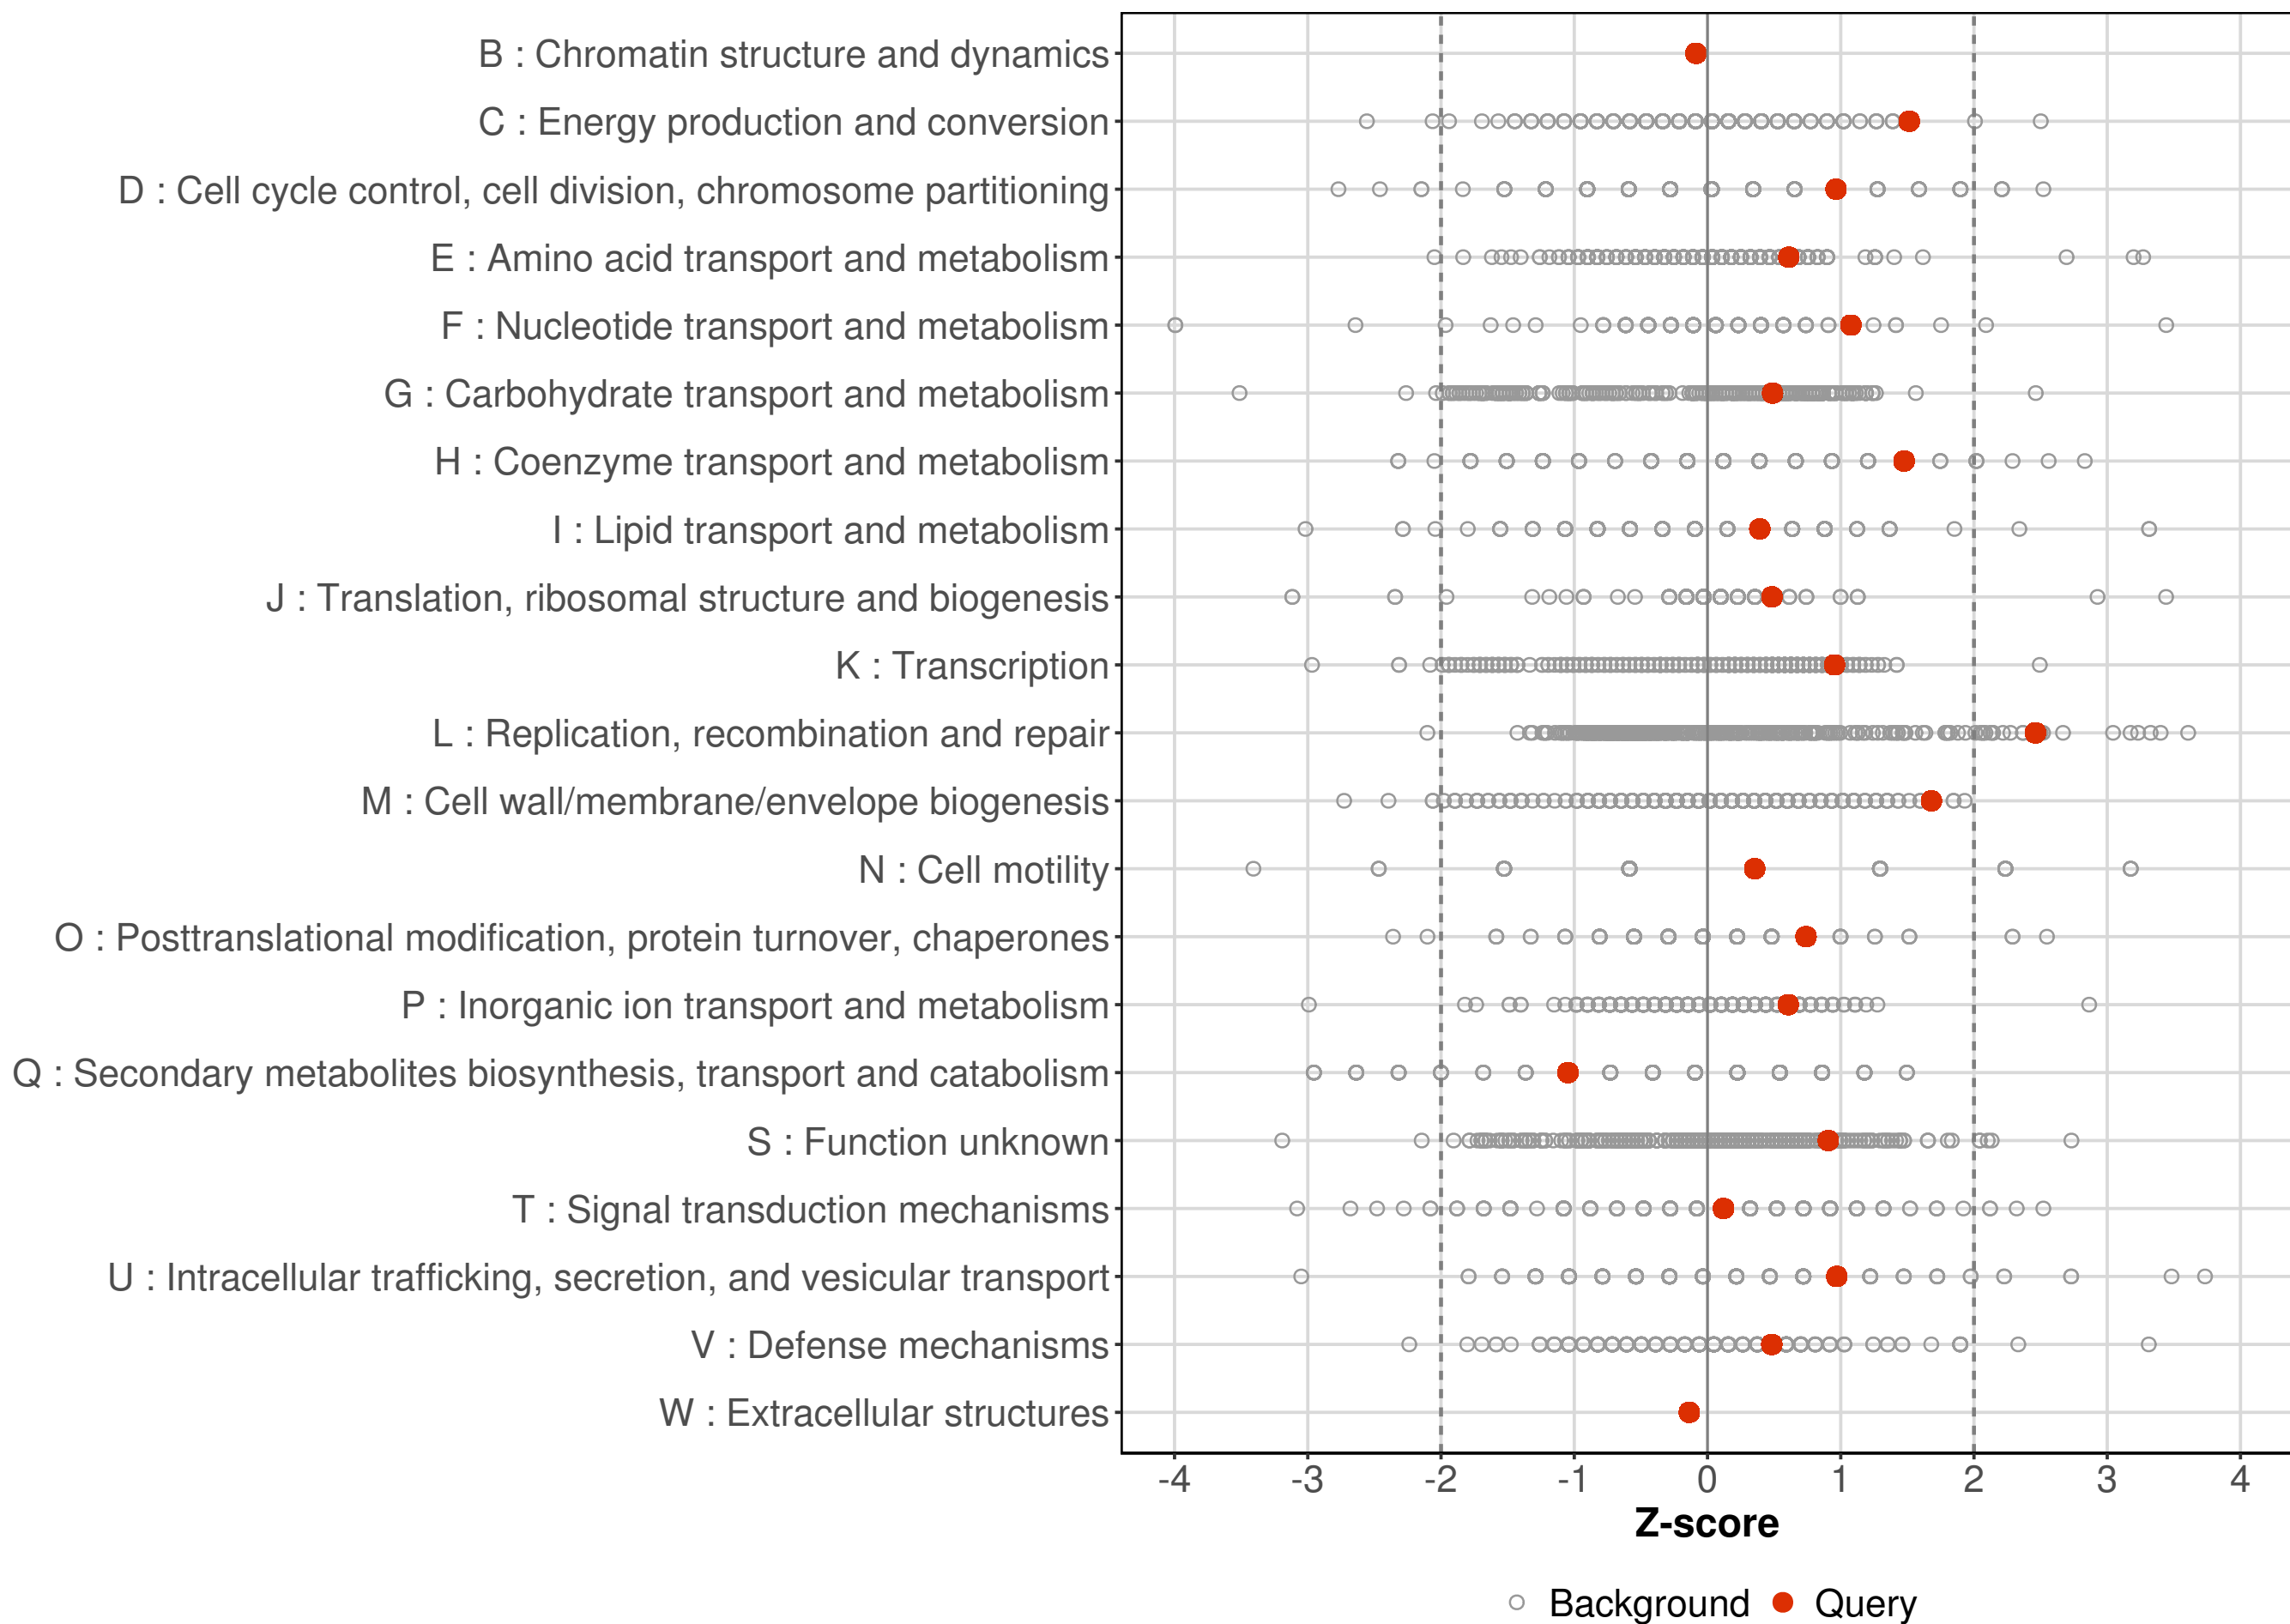 B : Chromatin structure and dynamics
C : Energy production and conversion
D : Cell cycle control, cell division, chromosome partitioning
E : Amino acid transport and metabolism
F : Nucleotide transport and metabolism
G : Carbohydrate transport and metabolism
H : Coenzyme transport and metabolism
I : Lipid transport and metabolism
J : Translation, ribosomal structure and biogenesis
K : Transcription
L : Replication, recombination and repair
M : Cell wall/membrane/envelope biogenesis
N : Cell motility
O : Posttranslational modification, protein turnover, chaperones
P : Inorganic ion transport and metabolism
Q : Secondary metabolites biosynthesis, transport and catabolism
S : Function unknown
T : Signal transduction mechanisms
U : Intracellular trafficking, secretion, and vesicular transport
V : Defense mechanisms
W : Extracellular structures
-4 -3 -2 -1 0 1 2 3 4
Z-score
Background Query